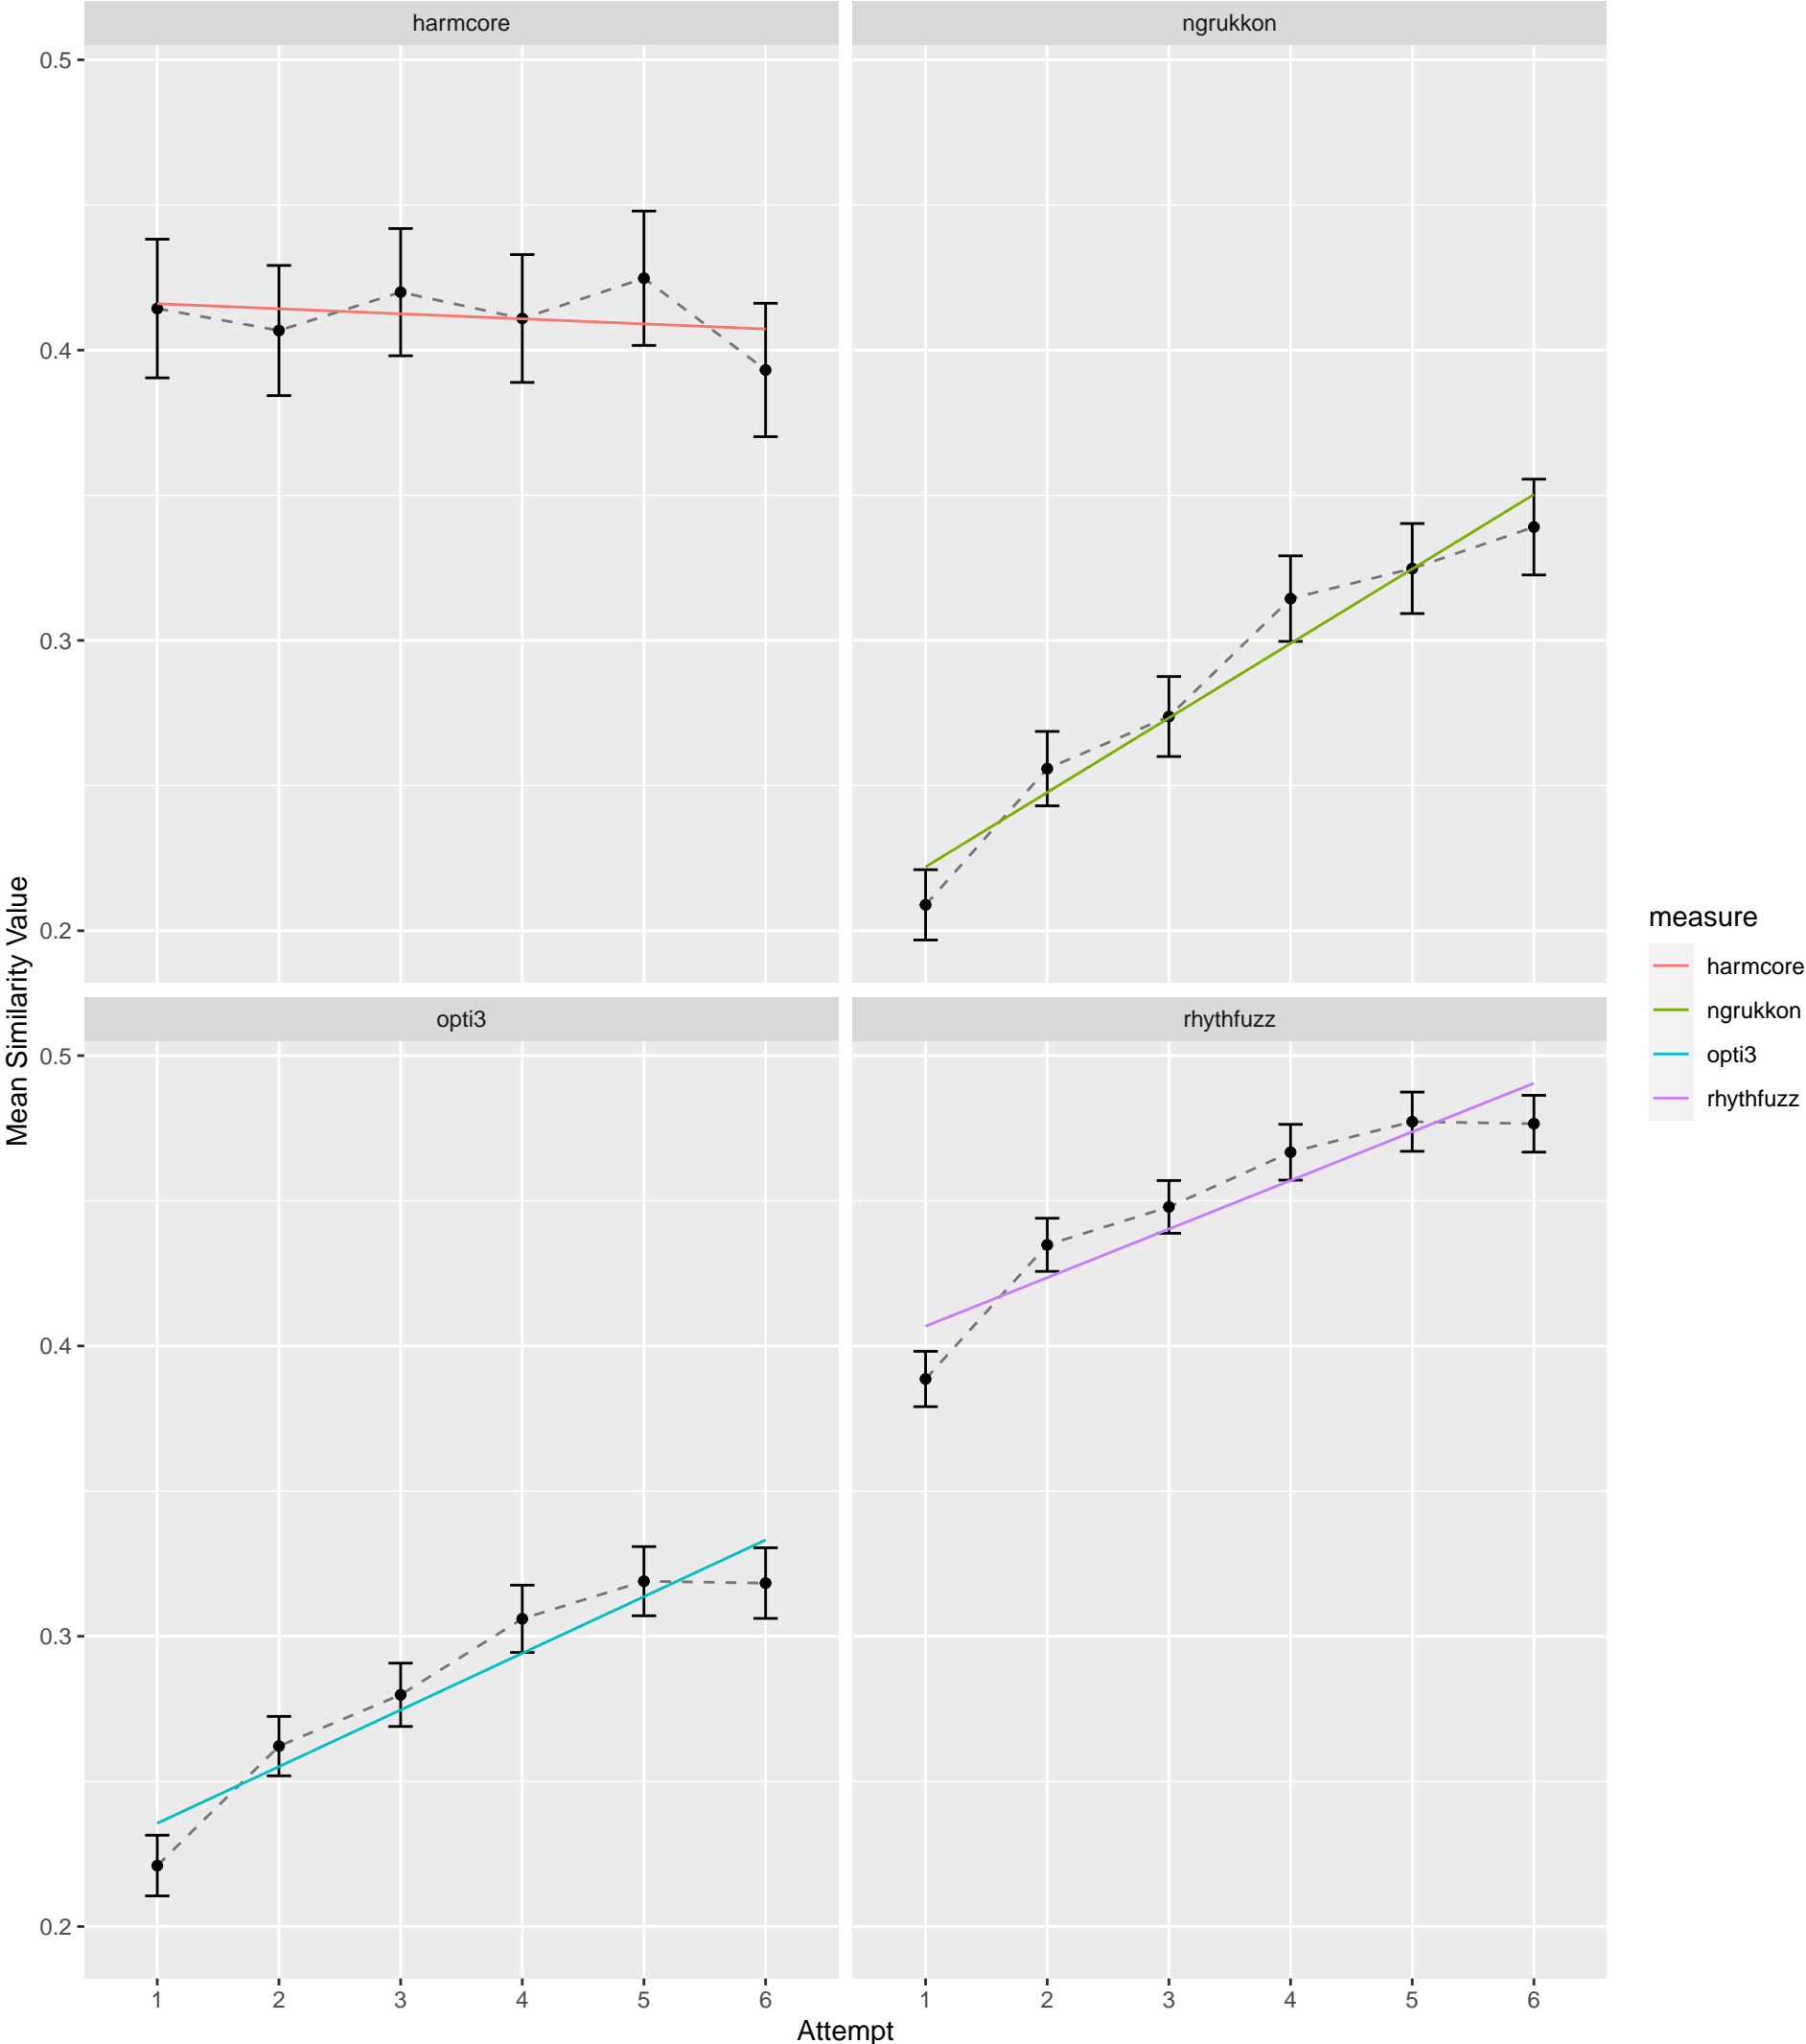 harmcore
ngrukkon
0.5
0.4
0.3
0.2
opti3
rhythfuzz
0.5
0.4
0.3
0.2
1 2 3 4 5 6
1 2 3 4 5 6
Attempt
Mean Similarity Value
measure
harmcore
ngrukkon
opti3
rhythfuzz